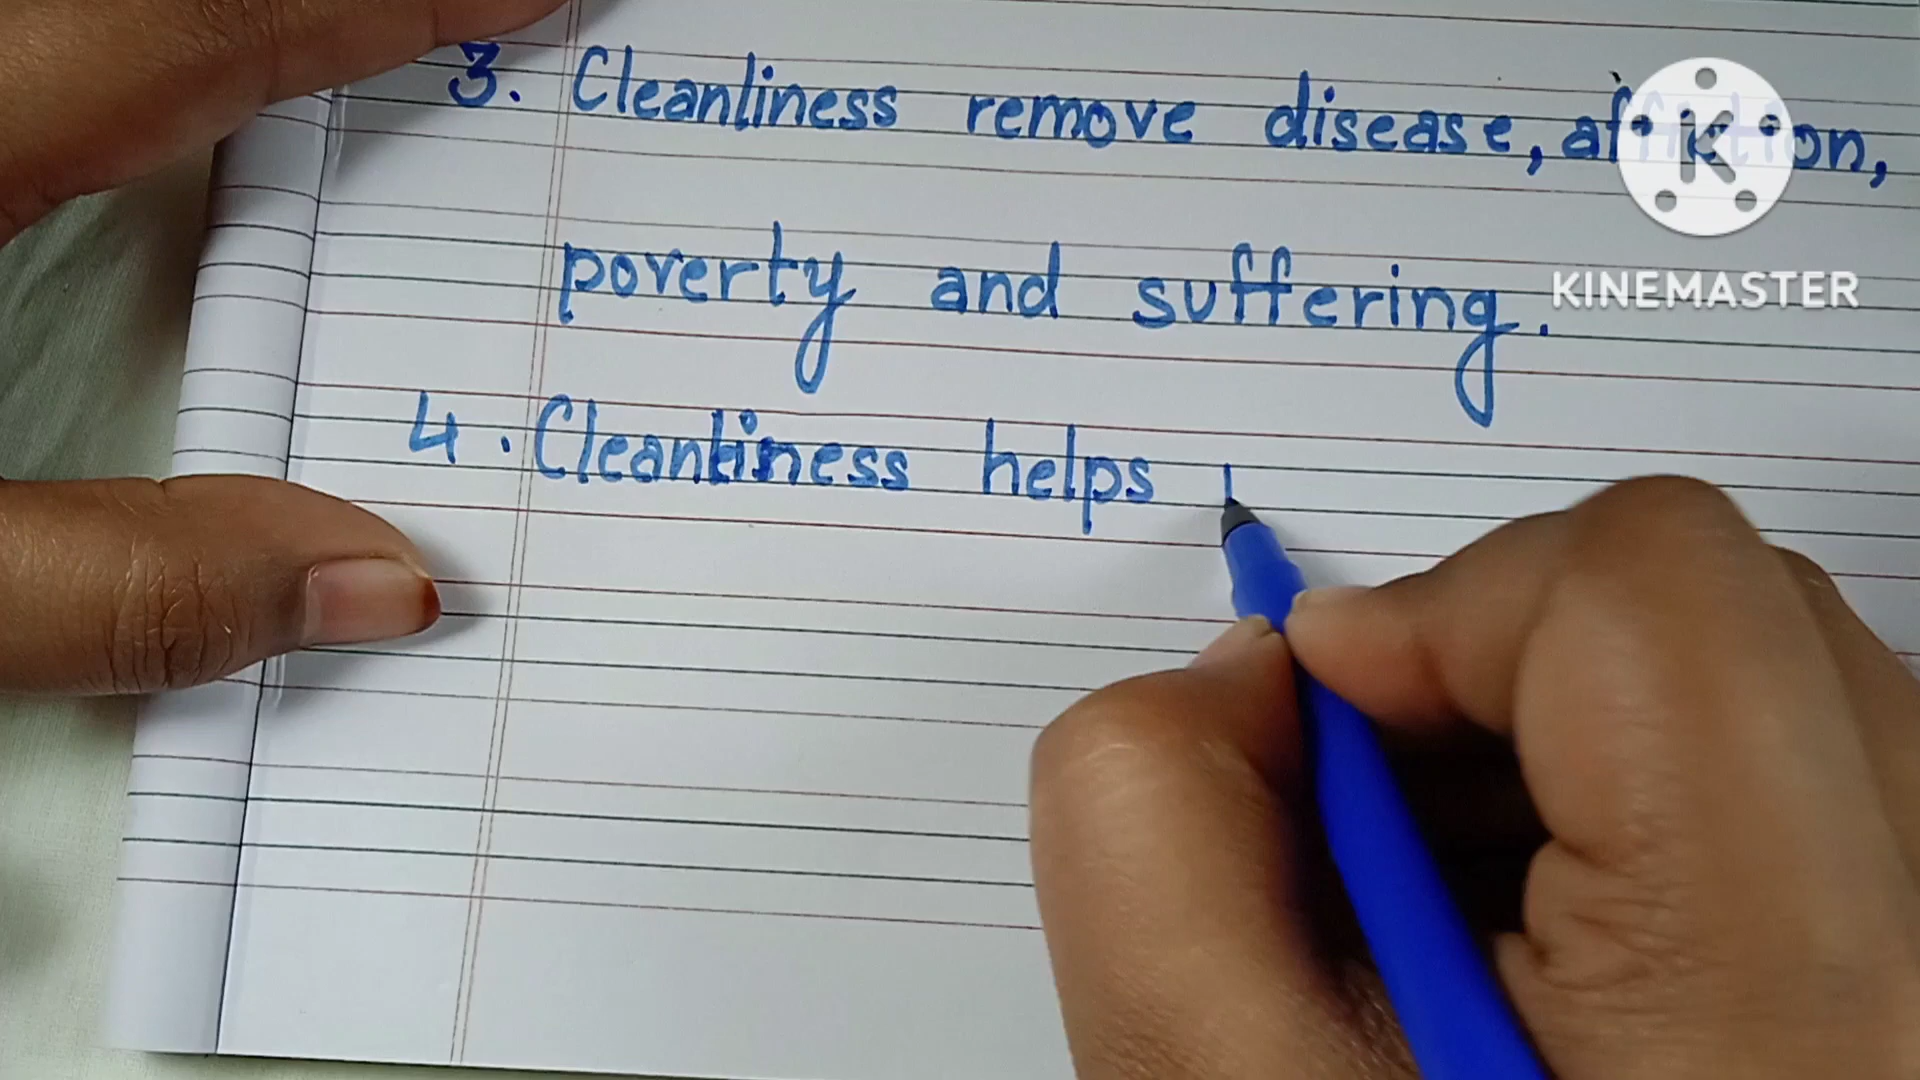 3. Cleanliness remove disease,
poverty and suffering.
KINEMASTER
4. Cleanliness helps